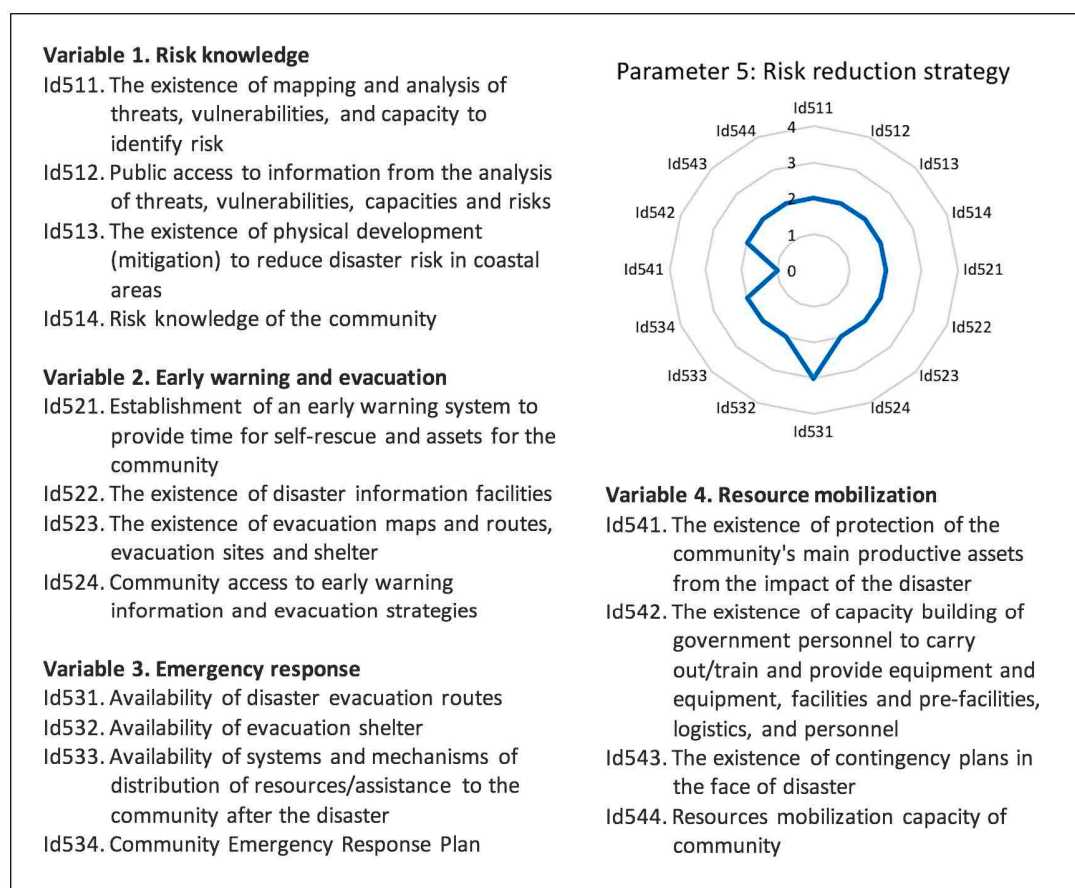 Variable 1. Risk knowledge
Id511. The existence of mapping and analysis of
threats, vulnerabilities, and capacity to
identify risk
Id512. Public access to information from the analysis
of threats, vulnerabilities, capacities and risks
Id513. The existence of physical development
(mitigation) to reduce disaster risk in coastal
areas
Id514. Risk knowledge of the community
Variable 2. Early warning and evacuation
Id521. Establishment of an early warning system to
provide time for self-rescue and assets for the
community
Id522. The existence of disaster information facilities
Id523. The existence of evacuation maps and routes,
evacuation sites and shelter
Id524. Community access to early warning
information and evacuation strategies
Variable 3. Emergency response
Id531. Availability of disaster evacuation routes
Id532. Availability of evacuation shelter
Id533. Availability of systems and mechanisms of
distribution of resources/assistance to the
community after the disaster
Id534. Community Emergency Response Plan
Parameter 5: Risk reduction strategy
Id511
Id512
Id513
Id514
Id521
Id522
Id523
Id524
Id531
Id532
Id533
Id534
Id541
Id542
Id543
Id544
4
3
2
1
0
Variable 4. Resource mobilization
Id541. The existence of protection of the
community's main productive assets
from the impact of the disaster
Id542. The existence of capacity building of
government personnel to carry
out/train and provide equipment and
equipment, facilities and pre-facilities,
logistics, and personnel
Id543. The existence of contingency plans in
the face of disaster
Id544. Resources mobilization capacity of
community